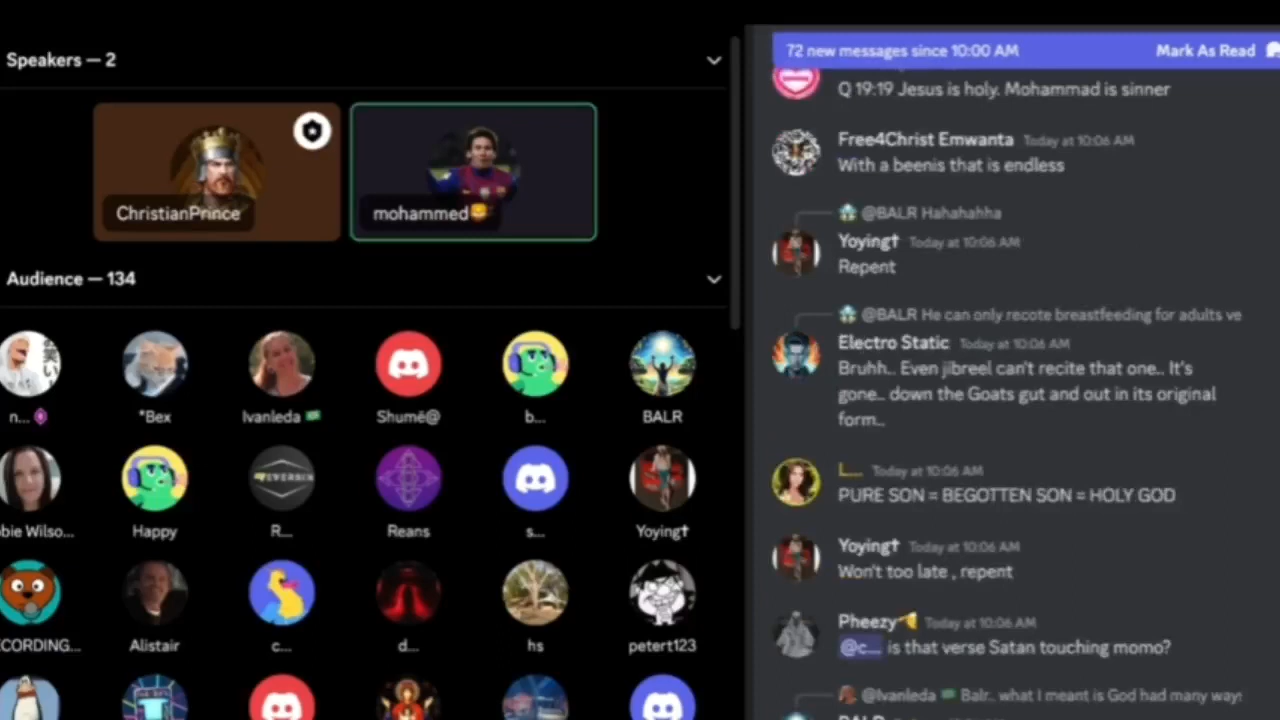 Speakers — 2
ChristianPrince
mohammed
Audience — 134
n...
*Bex
Ivanleda
Shumë@
b...
BALR
bie Wilso...
Happy
R...
Reans
s...
Yoying†
CORDING...
Alistair
c...
d...
hs
petert123
72 new messages since 10:00 AM
Mark As Read
Q 19:19 Jesus is holy. Mohammad is sinner
Free4Christ Emwanta Today at 10:06 AM
With a beenis that is endless
@BALR Hahahahha
Yoying† Today at 10:06 AM
Repent
@BALR He can only recote breastfeeding for adults ve
Electro Static Today at 10:06 AM
Bruhh.. Even jibreel can't recite that one.. It's
gone.. down the Goats gut and out in its original
form..
L... Today at 10:06 AM
PURE SON = BEGOTTEN SON = HOLY GOD
Yoying† Today at 10:06 AM
Won't too late , repent
Pheezy Today at 10:06 AM
@c... is that verse Satan touching momo?
@Ivanleda Balr.. what I meant is God had many ways
BALR